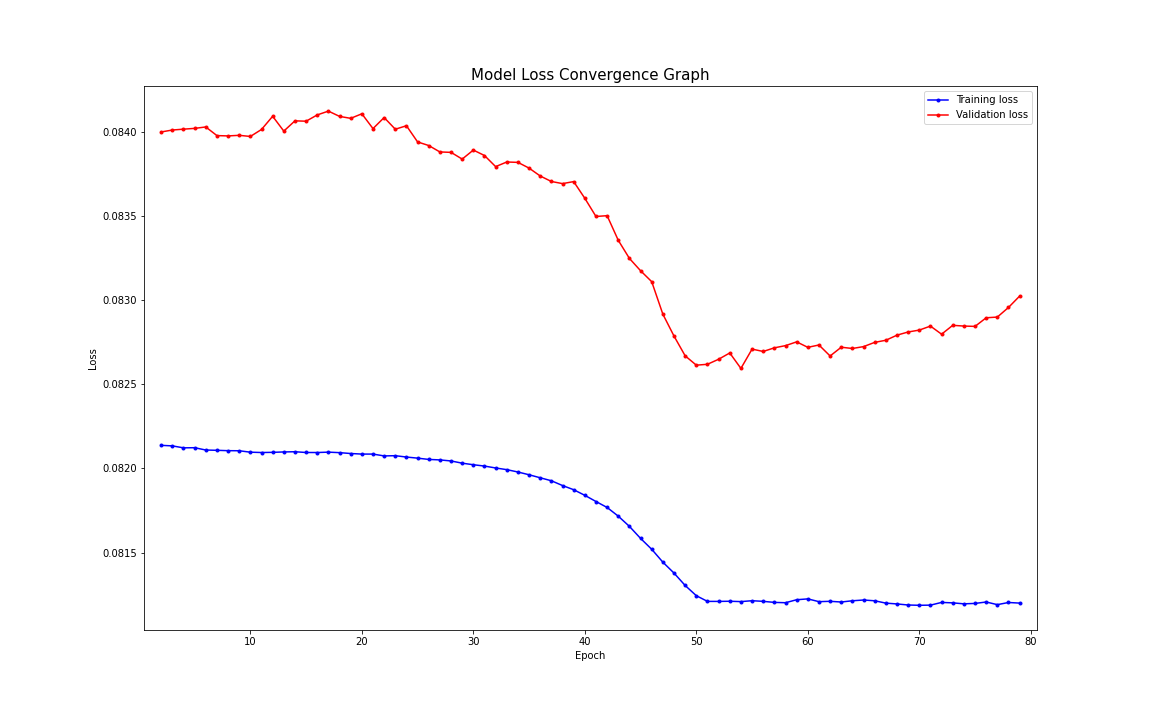 Model Loss Convergence Graph
Training loss
Validation loss
0.0840
0.0835
0.0830
0.0825
0.0820
0.0815
Loss
10 20 30 40 50 60 70 80
Epoch